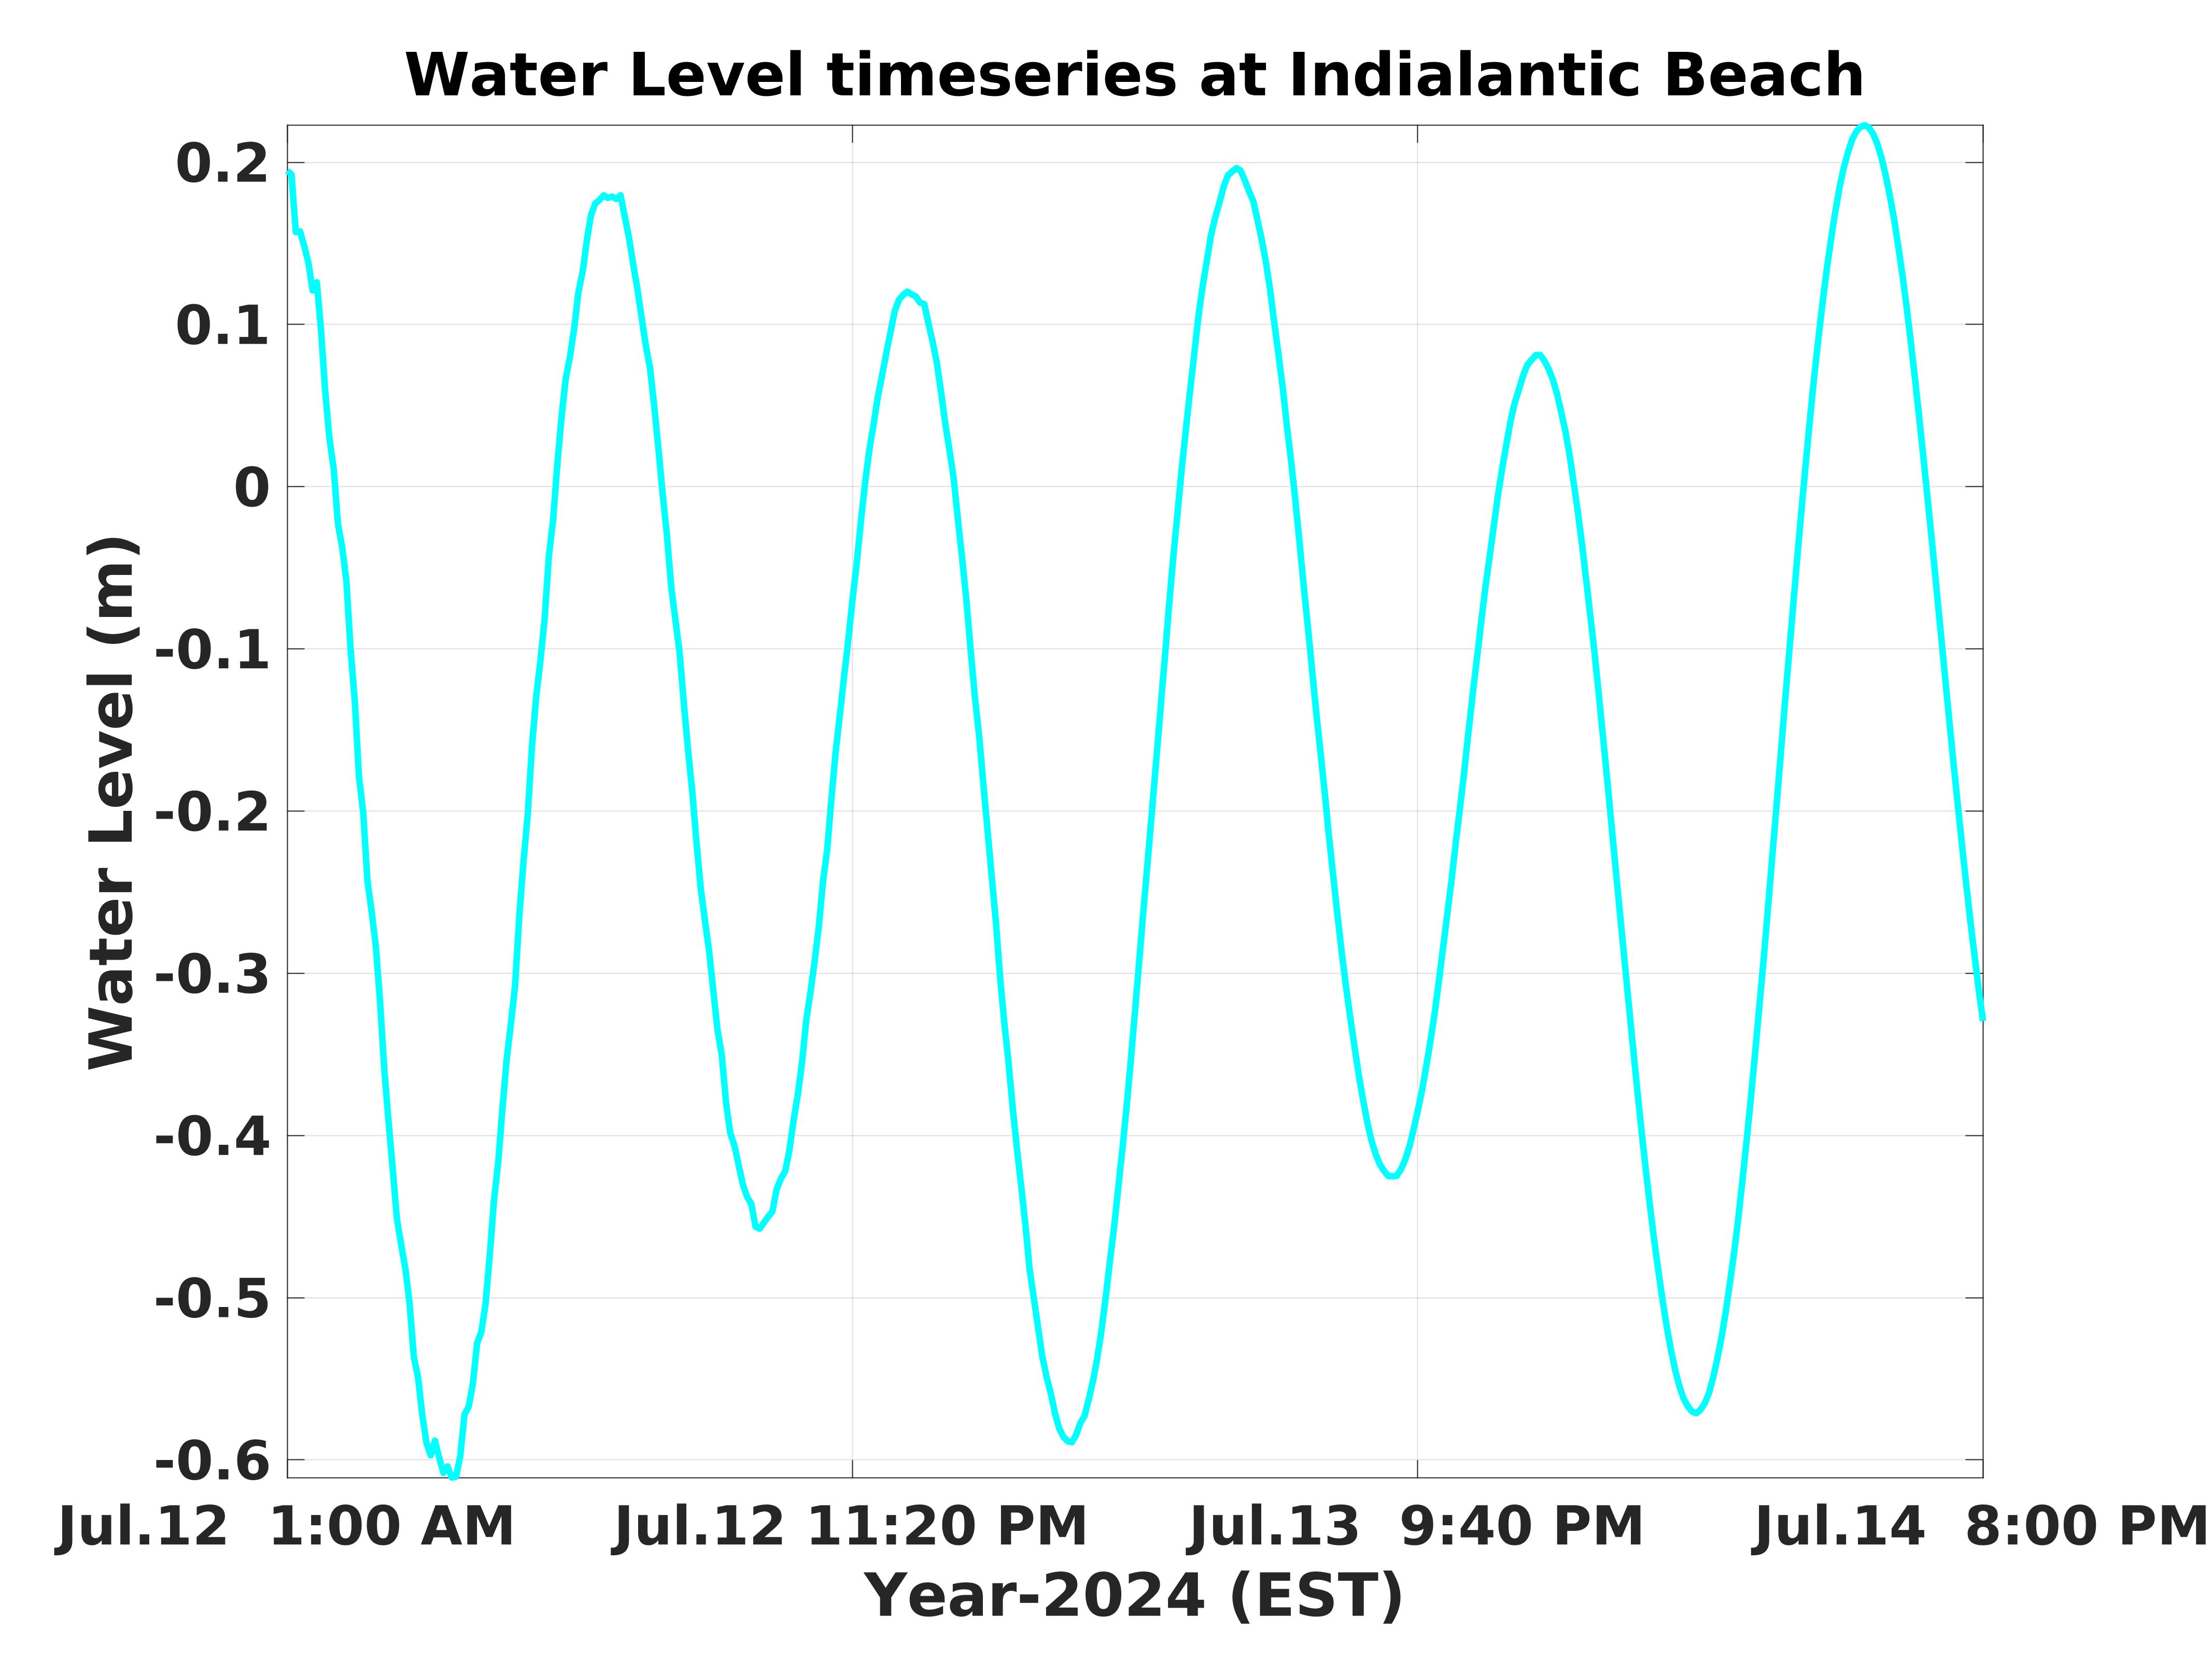 Water Level timeseries at Indialantic Beach
Water Level (m)
0.2
0.1
0
-0.1
-0.2
-0.3
-0.4
-0.5
-0.6
Jul.12  1:00 AM
Jul.12 11:20 PM
Jul.13  9:40 PM
Jul.14  8:00 PM
Year-2024 (EST)